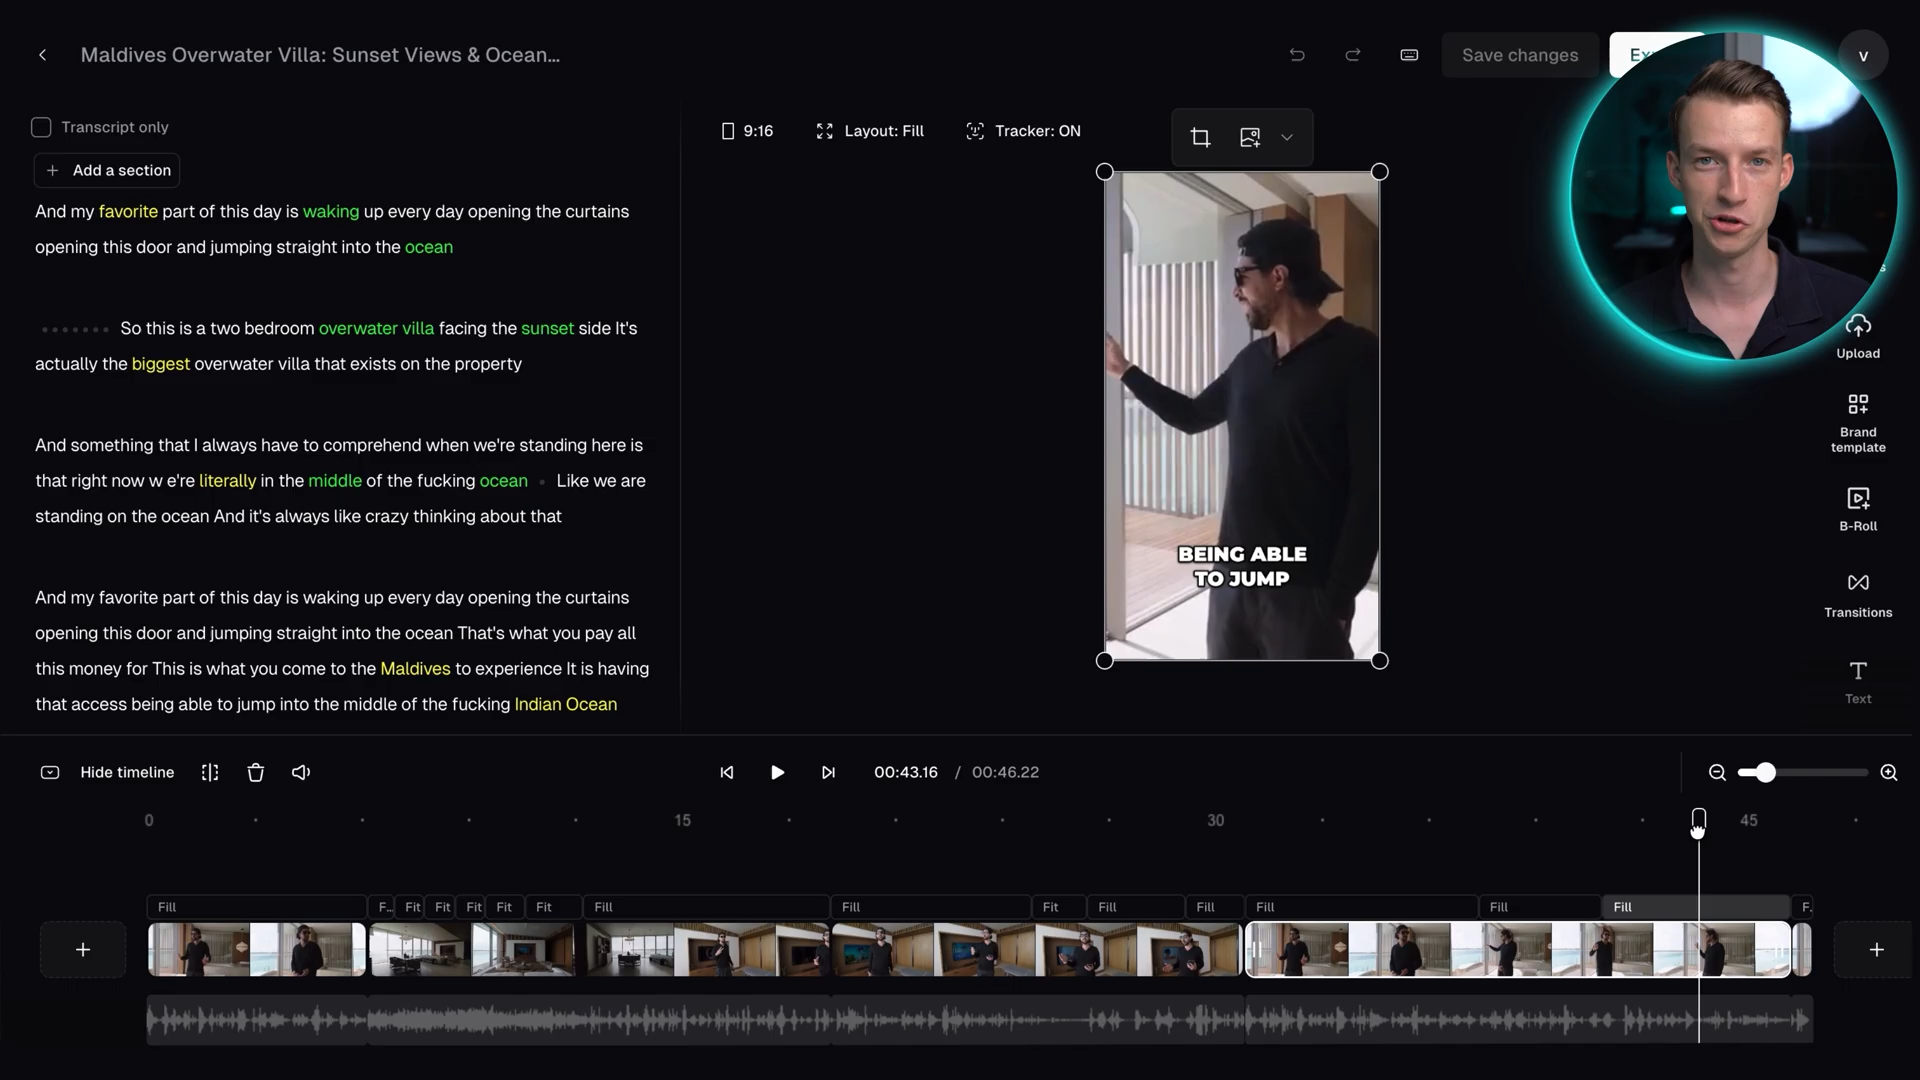 Maldives Overwater Villa: Sunset Views & Ocean...
Save changes
Ex
v
Transcript only
Add a section
And my favorite part of this day is waking up every day opening the curtains
opening this door and jumping straight into the ocean
So this is a two bedroom overwater villa facing the sunset side It's
actually the biggest overwater villa that exists on the property
And something that I always have to comprehend when we're standing here is
that right now w e're literally in the middle of the fucking ocean Like we are
standing on the ocean And it's always like crazy thinking about that
And my favorite part of this day is waking up every day opening the curtains
opening this door and jumping straight into the ocean That's what you pay all
this money for This is what you come to the Maldives to experience It is having
that access being able to jump into the middle of the fucking Indian Ocean
9:16
Layout: Fill
Tracker: ON
BEING ABLE
TO JUMP
Upload
Brand
template
B-Roll
Transitions
Text
Hide timeline
00:43.16 / 00:46.22
0 15 30 45
Fill F... Fit Fit Fit Fit Fit Fill Fill Fit Fill Fill Fill Fill Fill F.